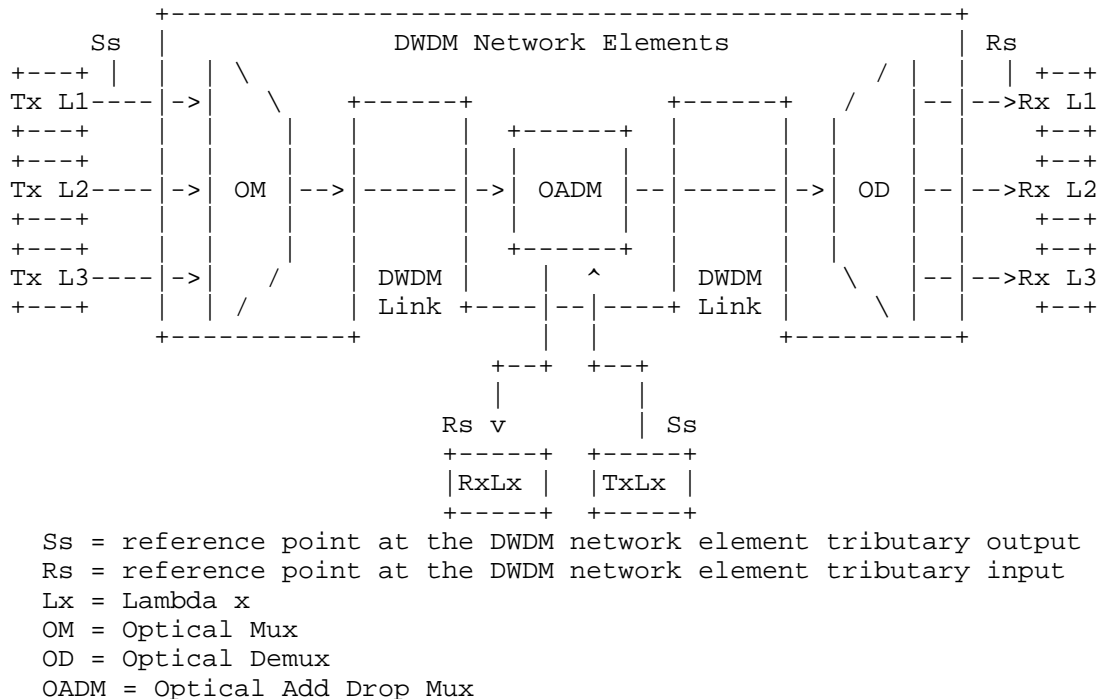 +--------------------------------------------------+
Ss | DWDM Network Elements | Rs
+---+ | | | \ / | | | +--+
Tx L1----|->| \ +------+ +------+ / |--|-->Rx L1
+---+ | | | | | +------+ | | | | | +--+
+---+ | | | | | | | | | | | | +--+
Tx L2----|->| OM |-->|------|->| OADM |--|------|->| OD |--|-->Rx L2
+---+ | | | | | | | | | | | | +--+
+---+ | | | | | +------+ | | | | | +--+
Tx L3----|->| / | DWDM | | ^ | DWDM | \ |--|-->Rx L3
+---+ | | / | Link +----|--|----+ Link | \ | | +--+
+-----------+ | | +----------+
+--+ +--+
| |
Rs v | Ss
+-----+ +-----+
|RxLx | |TxLx |
+-----+ +-----+
Ss = reference point at the DWDM network element tributary output
Rs = reference point at the DWDM network element tributary input
Lx = Lambda x
OM = Optical Mux
OD = Optical Demux
OADM = Optical Add Drop Mux